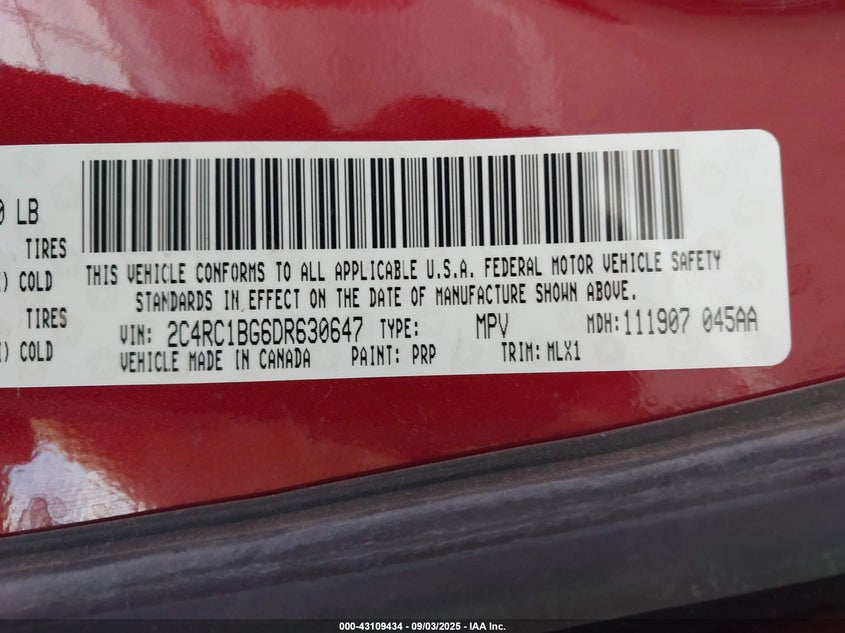 0 LB
TIRES
) COLD
TIRES
) COLD
THIS VEHICLE CONFORMS TO ALL APPLICABLE U.S.A. FEDERAL MOTOR VEHICLE SAFETY
STANDARDS IN EFFECT ON THE DATE OF MANUFACTURE SHOWN ABOVE.
VIN: 2C4RC1BG6DR630647 TYPE: MPV MDH: 111907 045AA
VEHICLE MADE IN CANADA PAINT: PRP TRIM: MLX1
000-43109434 - 09/03/2025 - IAA Inc.